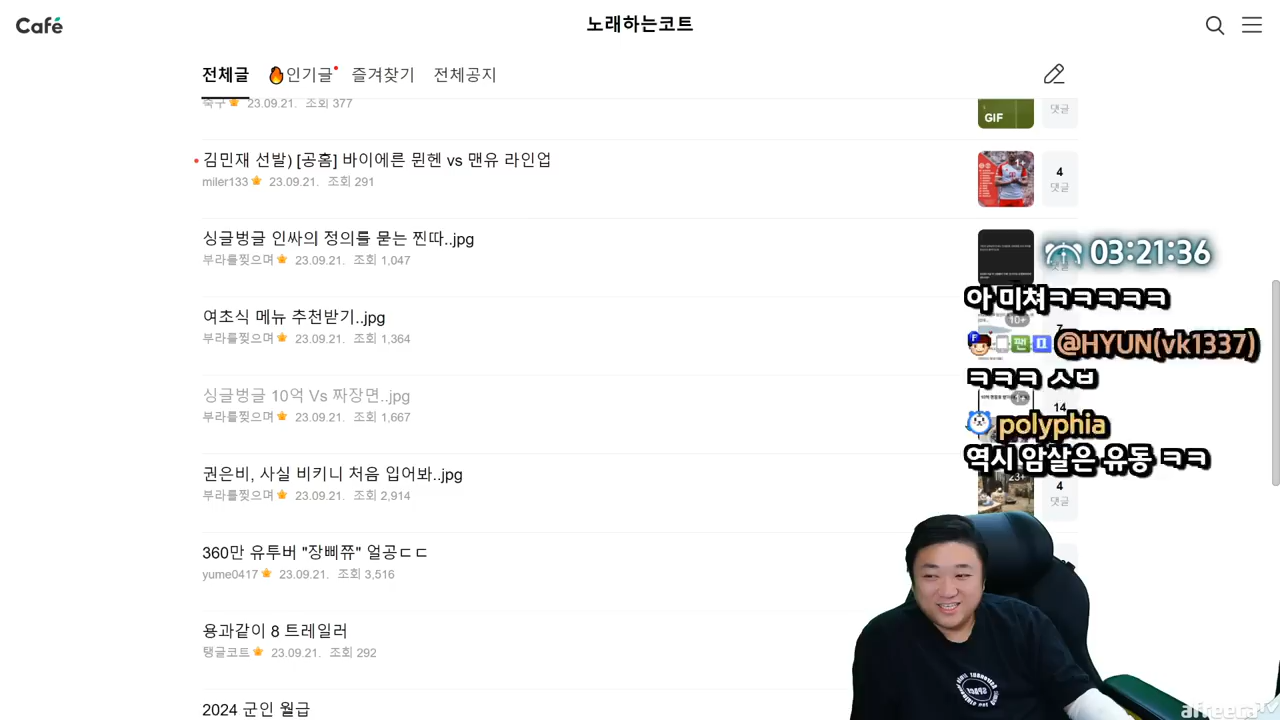 Café
노래하는코트
전체글 인기글 즐겨찾기 전체공지
축구 23.09.21. 조회 377
GIF
댓글
김민재 선발) [공홈] 바이에른 뮌헨 vs 맨유 라인업
miler133 23.09.21. 조회 291
1+
4
댓글
싱글벙글 인싸의 정의를 묻는 찐따..jpg
부라를찢으며 23.09.21. 조회 1,047
03:21:36
아 미쳐ㅋㅋㅋㅋㅋ
여초식 메뉴 추천받기..jpg
부라를찢으며 23.09.21. 조회 1,364
10+
7
F 팬 @HYUN(vk1337)
ㅋㅋㅋ ㅅㅂ
싱글벙글 10억 Vs 짜장면..jpg
부라를찢으며 23.09.21. 조회 1,667
14
polyphia
역시 암살은 유동 ㅋㅋ
권은비, 사실 비키니 처음 입어봐..jpg
부라를찢으며 23.09.21. 조회 2,914
23+
4
댓글
360만 유투버 "장삐쮸" 얼공ㄷㄷ
yume0417 23.09.21. 조회 3,516
용과같이 8 트레일러
탱글코트 23.09.21. 조회 292
2024 군인 월급
afreecaTV